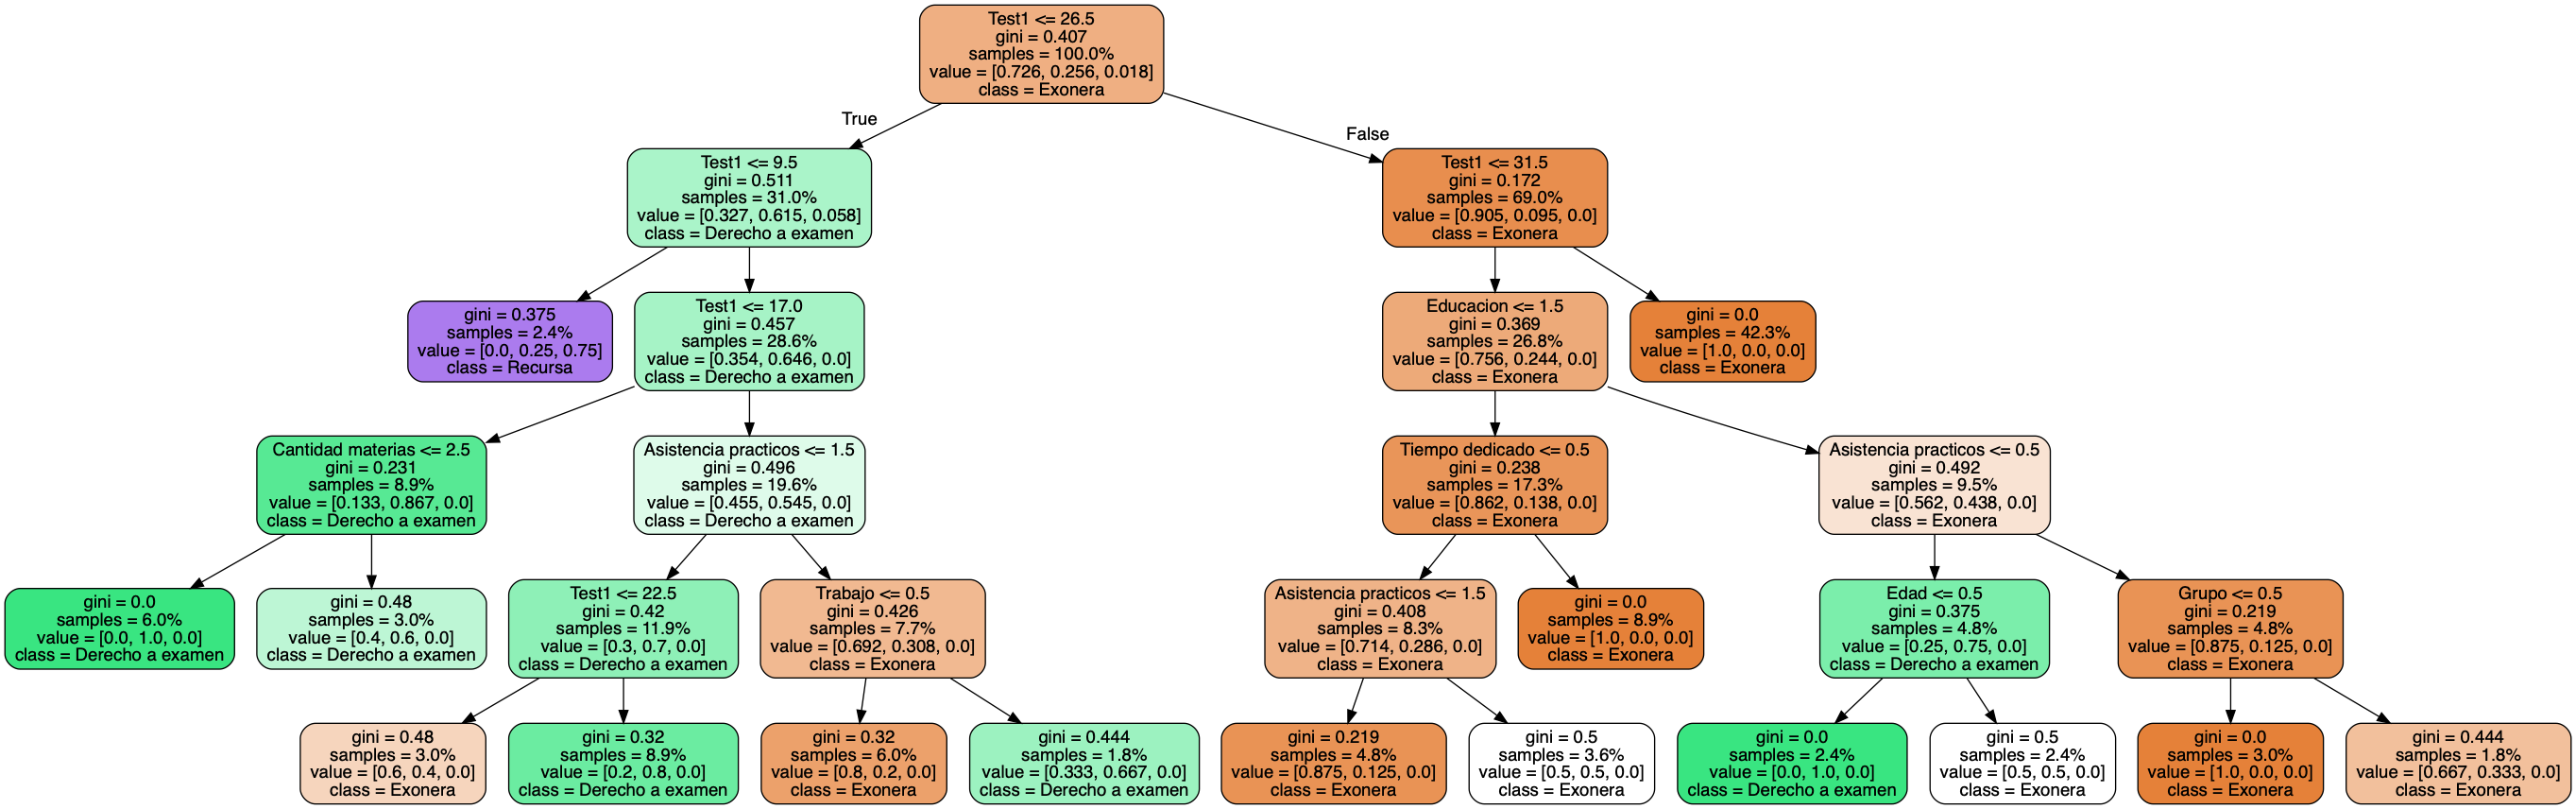 Test1 <= 26.5
gini = 0.407
samples = 100.0%
value = [0.726, 0.256, 0.018]
class = Exonera
True
False
Test1 <= 9.5
gini = 0.511
samples = 31.0%
value = [0.327, 0.615, 0.058]
class = Derecho a examen
Test1 <= 31.5
gini = 0.172
samples = 69.0%
value = [0.905, 0.095, 0.0]
class = Exonera
gini = 0.375
samples = 2.4%
value = [0.0, 0.25, 0.75]
class = Recursa
Test1 <= 17.0
gini = 0.457
samples = 28.6%
value = [0.354, 0.646, 0.0]
class = Derecho a examen
Educacion <= 1.5
gini = 0.369
samples = 26.8%
value = [0.756, 0.244, 0.0]
class = Exonera
gini = 0.0
samples = 42.3%
value = [1.0, 0.0, 0.0]
class = Exonera
Cantidad materias <= 2.5
gini = 0.231
samples = 8.9%
value = [0.133, 0.867, 0.0]
class = Derecho a examen
Asistencia practicos <= 1.5
gini = 0.496
samples = 19.6%
value = [0.455, 0.545, 0.0]
class = Derecho a examen
Tiempo dedicado <= 0.5
gini = 0.238
samples = 17.3%
value = [0.862, 0.138, 0.0]
class = Exonera
Asistencia practicos <= 0.5
gini = 0.492
samples = 9.5%
value = [0.562, 0.438, 0.0]
class = Exonera
gini = 0.0
samples = 6.0%
value = [0.0, 1.0, 0.0]
class = Derecho a examen
gini = 0.48
samples = 3.0%
value = [0.4, 0.6, 0.0]
class = Derecho a examen
Test1 <= 22.5
gini = 0.42
samples = 11.9%
value = [0.3, 0.7, 0.0]
class = Derecho a examen
Trabajo <= 0.5
gini = 0.426
samples = 7.7%
value = [0.692, 0.308, 0.0]
class = Exonera
Asistencia practicos <= 1.5
gini = 0.408
samples = 8.3%
value = [0.714, 0.286, 0.0]
class = Exonera
gini = 0.0
samples = 8.9%
value = [1.0, 0.0, 0.0]
class = Exonera
Edad <= 0.5
gini = 0.375
samples = 4.8%
value = [0.25, 0.75, 0.0]
class = Derecho a examen
Grupo <= 0.5
gini = 0.219
samples = 4.8%
value = [0.875, 0.125, 0.0]
class = Exonera
gini = 0.48
samples = 3.0%
value = [0.6, 0.4, 0.0]
class = Exonera
gini = 0.32
samples = 8.9%
value = [0.2, 0.8, 0.0]
class = Derecho a examen
gini = 0.32
samples = 6.0%
value = [0.8, 0.2, 0.0]
class = Exonera
gini = 0.444
samples = 1.8%
value = [0.333, 0.667, 0.0]
class = Derecho a examen
gini = 0.219
samples = 4.8%
value = [0.875, 0.125, 0.0]
class = Exonera
gini = 0.5
samples = 3.6%
value = [0.5, 0.5, 0.0]
class = Exonera
gini = 0.0
samples = 2.4%
value = [0.0, 1.0, 0.0]
class = Derecho a examen
gini = 0.5
samples = 2.4%
value = [0.5, 0.5, 0.0]
class = Exonera
gini = 0.0
samples = 3.0%
value = [1.0, 0.0, 0.0]
class = Exonera
gini = 0.444
samples = 1.8%
value = [0.667, 0.333, 0.0]
class = Exonera